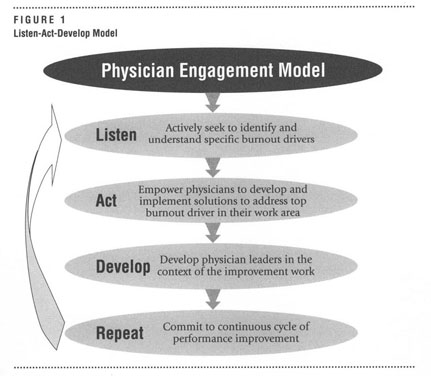 FIGURE 1
Listen-Act-Develop Model
Physician Engagement Model
Listen
Actively seek to identify and
understand specific burnout drivers
Act
Empower physicians to develop and
implement solutions to address top
burnout driver in their work area
Develop
Develop physician leaders in the
context of the improvement work
Repeat
Commit to continuous cycle of
performance improvement